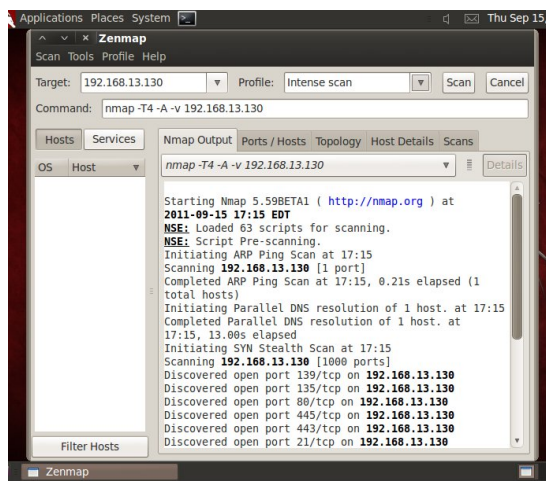 Applications Places System
Thu Sep 15,
Zenmap
Scan Tools Profile Help
Target: 192.168.13.130 Profile: Intense scan Scan Cancel
Command: nmap -T4 -A -v 192.168.13.130
Hosts Services
Nmap Output Ports / Hosts Topology Host Details Scans
OS Host
nmap -T4 -A -v 192.168.13.130 Details
Starting Nmap 5.59BETA1 ( http://nmap.org ) at
2011-09-15 17:15 EDT
NSE: Loaded 63 scripts for scanning.
NSE: Script Pre-scanning.
Initiating ARP Ping Scan at 17:15
Scanning 192.168.13.130 [1 port]
Completed ARP Ping Scan at 17:15, 0.21s elapsed (1
total hosts)
Initiating Parallel DNS resolution of 1 host. at 17:15
Completed Parallel DNS resolution of 1 host. at
17:15, 13.00s elapsed
Initiating SYN Stealth Scan at 17:15
Scanning 192.168.13.130 [1000 ports]
Discovered open port 139/tcp on 192.168.13.130
Discovered open port 135/tcp on 192.168.13.130
Discovered open port 80/tcp on 192.168.13.130
Discovered open port 445/tcp on 192.168.13.130
Discovered open port 443/tcp on 192.168.13.130
Discovered open port 21/tcp on 192.168.13.130
Filter Hosts
Zenmap